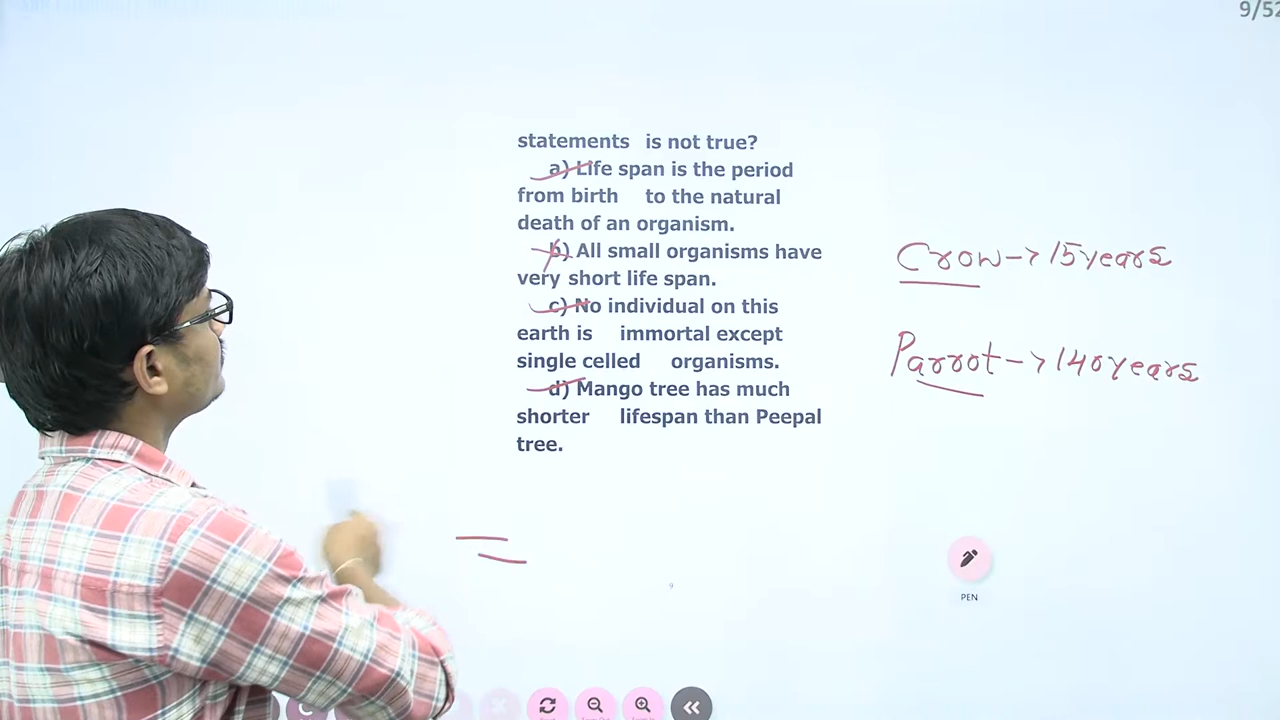 9/52
statements is not true?
a) Life span is the period
from birth to the natural
death of an organism.
b) All small organisms have
very short life span.
c) No individual on this
earth is immortal except
single celled organisms.
d) Mango tree has much
shorter lifespan than Peepal
tree.
Crow -> 15 years
Parrot -> 140 years
9
PEN